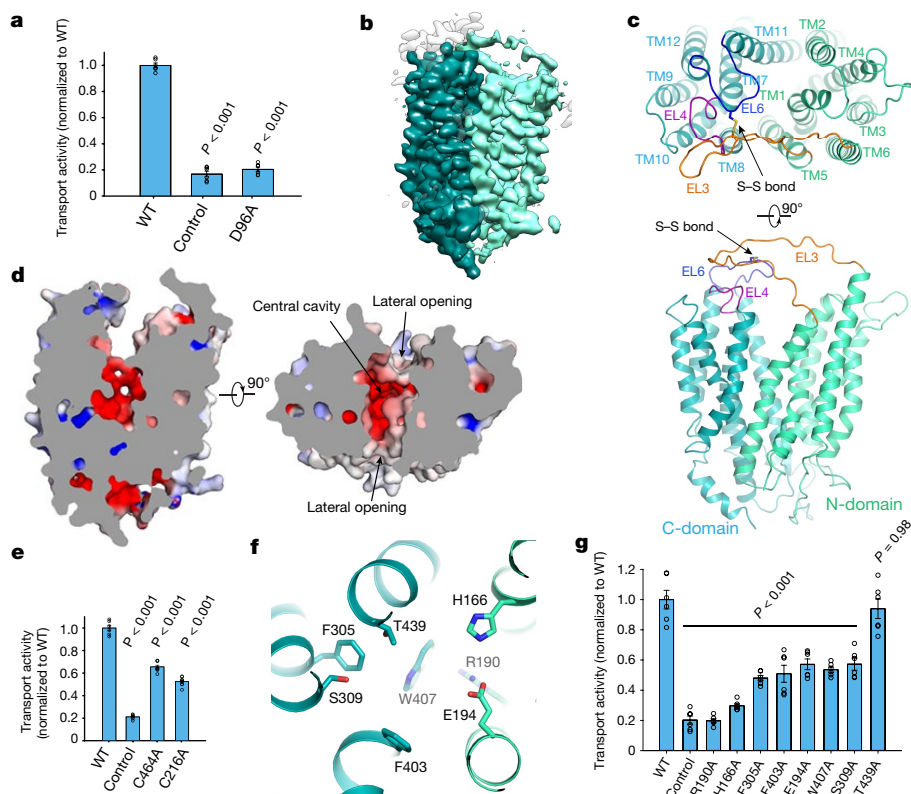 a
Transport activity (normalized to WT)
1.0
0.8
0.6
0.4
0.2
0
P < 0.001
P < 0.001
WT
Control
D96A
b
c
TM12
TM11
TM2
TM4
TM9
TM7
TM1
EL6
EL4
TM3
TM10
TM8
TM5
TM6
EL3
S–S bond
90°
S–S bond
EL3
EL6
EL4
N-domain
C-domain
d
90°
Central cavity
Lateral opening
Lateral opening
e
Transplort activity
(normalized to WT)
1.0
0.8
0.6
0.4
0.2
0
P < 0.001
P < 0.001
P < 0.001
WT
Control
C464A
C216A
f
H166
T439
F305
R190
S309
W407
E194
F403
g
Transport activity (normalized to WT)
1.2
1.0
0.8
0.6
0.4
0.2
0
P < 0.001
P = 0.98
WT
Control
R190A
H166A
F305A
F403A
E194A
W407A
S309A
T439A